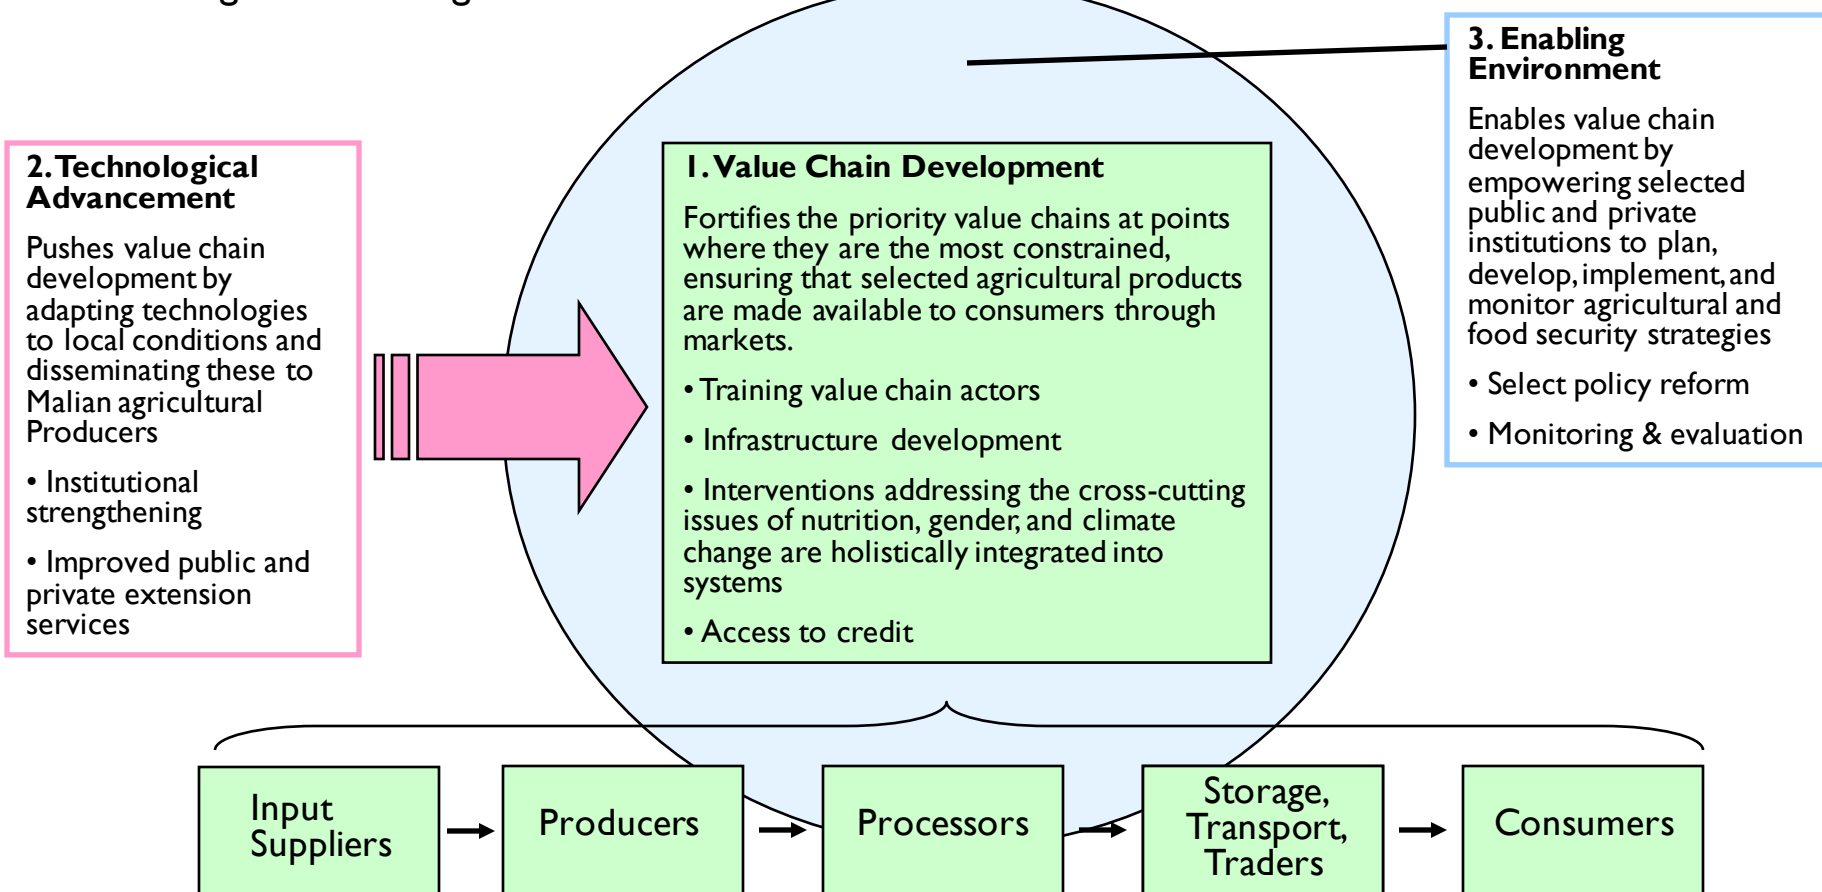 2. Technological
Advancement
Pushes value chain
development by
adapting technologies
to local conditions and
disseminating these to
Malian agricultural
Producers
• Institutional
strengthening
• Improved public and
private extension
services
1. Value Chain Development
Fortifies the priority value chains at points
where they are the most constrained,
ensuring that selected agricultural products
are made available to consumers through
markets.
• Training value chain actors
• Infrastructure development
• Interventions addressing the cross-cutting
issues of nutrition, gender, and climate
change are holistically integrated into
systems
• Access to credit
3. Enabling
Environment
Enables value chain
development by
empowering selected
public and private
institutions to plan,
develop, implement, and
monitor agricultural and
food security strategies
• Select policy reform
• Monitoring & evaluation
Input
Suppliers
Producers
Processors
Storage,
Transport,
Traders
Consumers